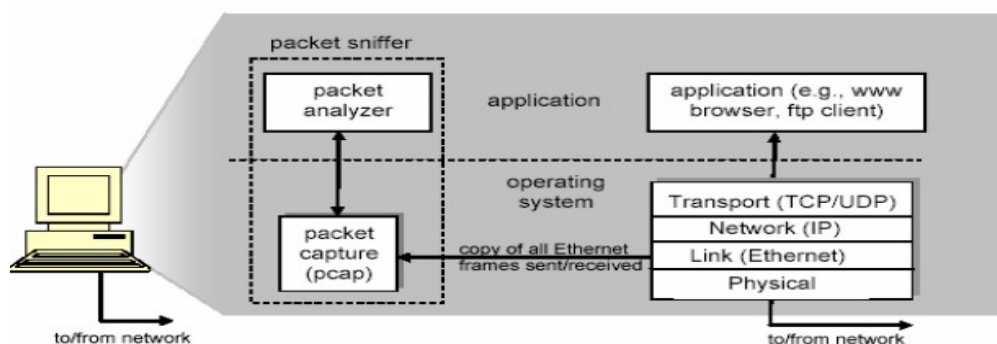 packet sniffer
packet
analyzer
application
application (e.g., www
browser, ftp client)
operating
system
packet
capture
(pcap)
copy of all Ethernet
frames sent/received
Transport (TCP/UDP)
Network (IP)
Link (Ethernet)
Physical
to/from network
to/from network